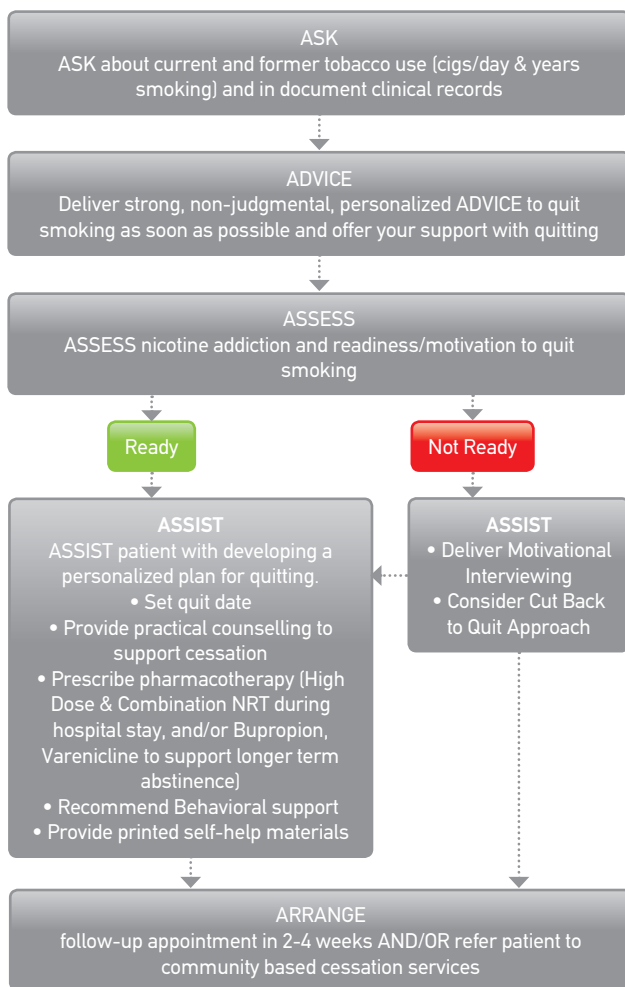 ASK
ASK about current and former tobacco use (cigs/day & years
smoking) and in document clinical records
ADVICE
Deliver strong, non-judgmental, personalized ADVICE to quit
smoking as soon as possible and offer your support with quitting
ASSESS
ASSESS nicotine addiction and readiness/motivation to quit
smoking
Ready
Not Ready
ASSIST
ASSIST patient with developing a
personalized plan for quitting.
• Set quit date
• Provide practical counselling to
support cessation
• Prescribe pharmacotherapy (High
Dose & Combination NRT during
hospital stay, and/or Bupropion,
Varenicline to support longer term
abstinence)
• Recommend Behavioral support
• Provide printed self-help materials
ASSIST
• Deliver Motivational
Interviewing
• Consider Cut Back
to Quit Approach
ARRANGE
follow-up appointment in 2-4 weeks AND/OR refer patient to
community based cessation services